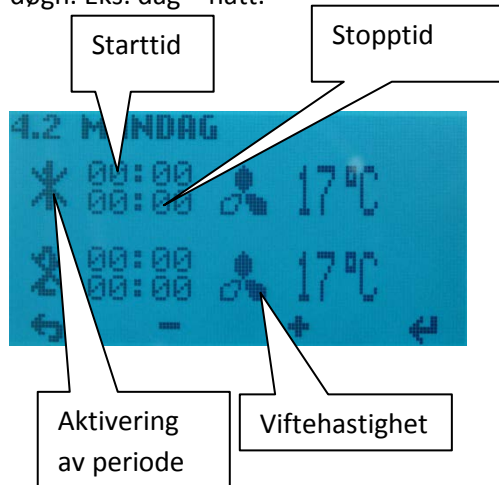 døgn. Eks. dag – natt.
Starttid
Stopptid
4.2 MANDAG
00:00
00:00
17°C
00:00
00:00
17°C
− +
Aktivering
av periode
Viftehastighet